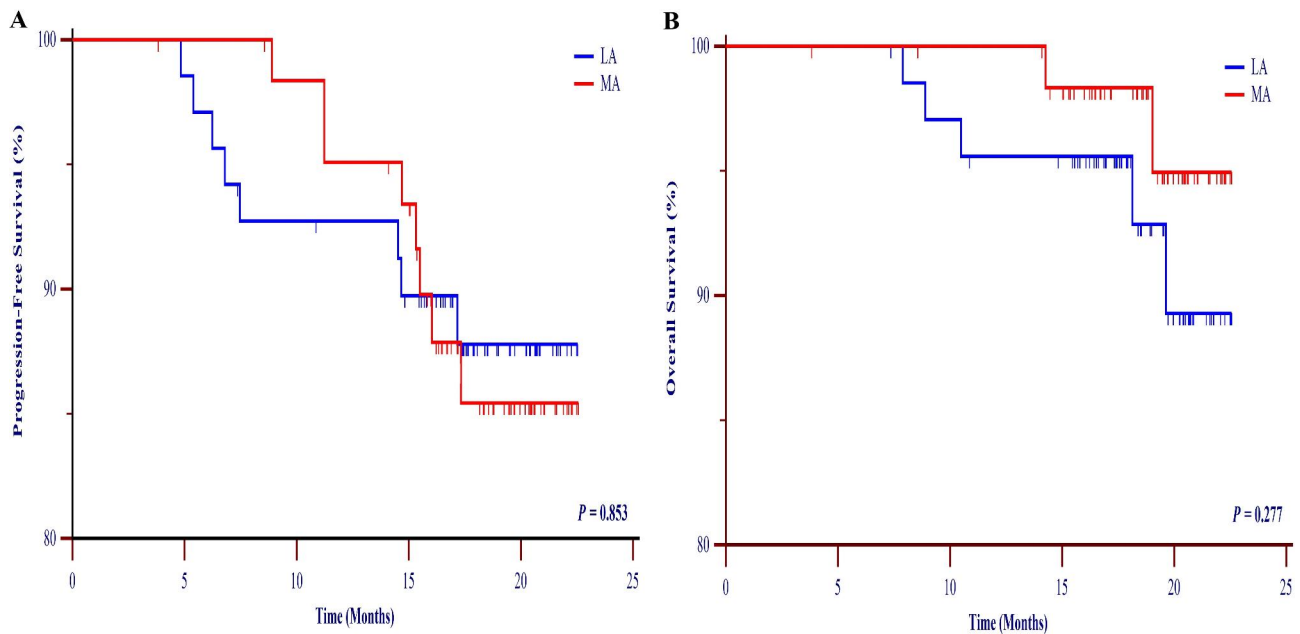 A
Progression-Free Survival (%)
100
90
80
LA
MA
P = 0.853
0 5 10 15 20 25
Time (Months)
B
Overall Survival (%)
100
90
80
LA
MA
P = 0.277
0 5 10 15 20 25
Time (Months)